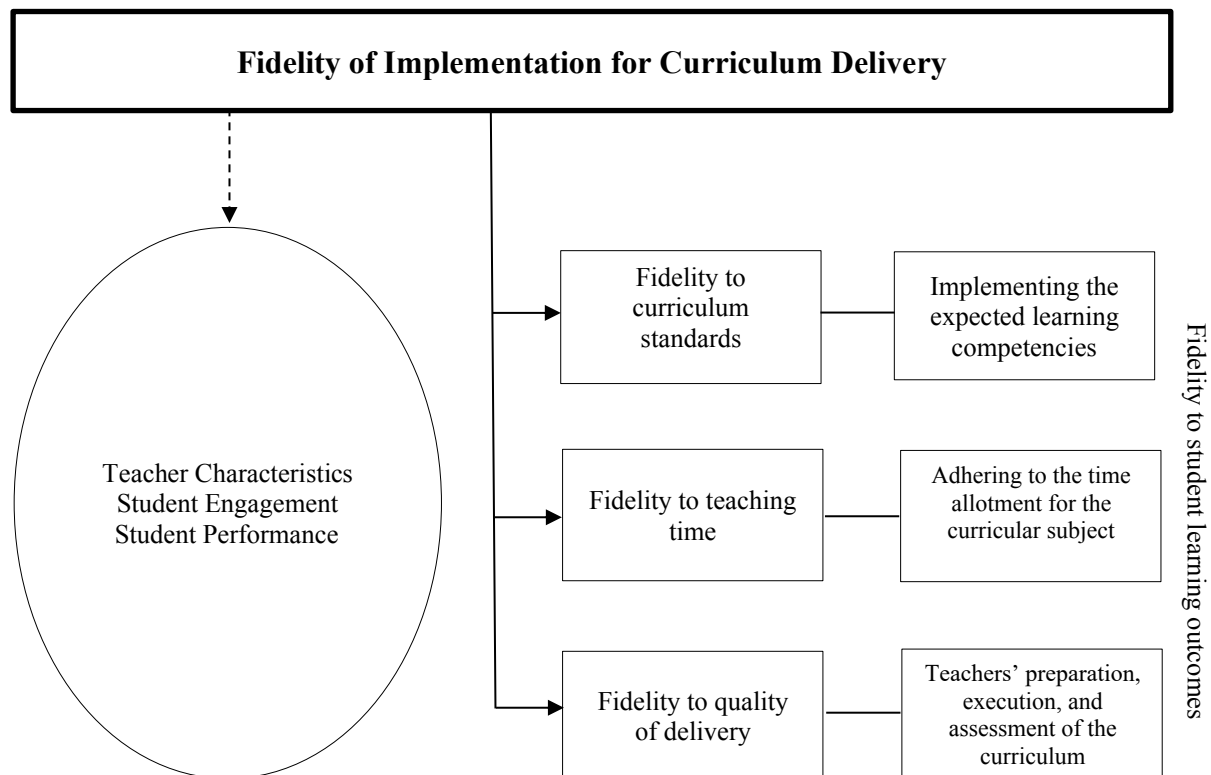 Fidelity of Implementation for Curriculum Delivery
Teacher Characteristics
Student Engagement
Student Performance
Fidelity to
curriculum
standards
Implementing the
expected learning
competencies
Fidelity to teaching
time
Adhering to the time
allotment for the
curricular subject
Fidelity to quality
of delivery
Teachers’ preparation,
execution, and
assessment of the
curriculum
Fidelity to student learning outcomes